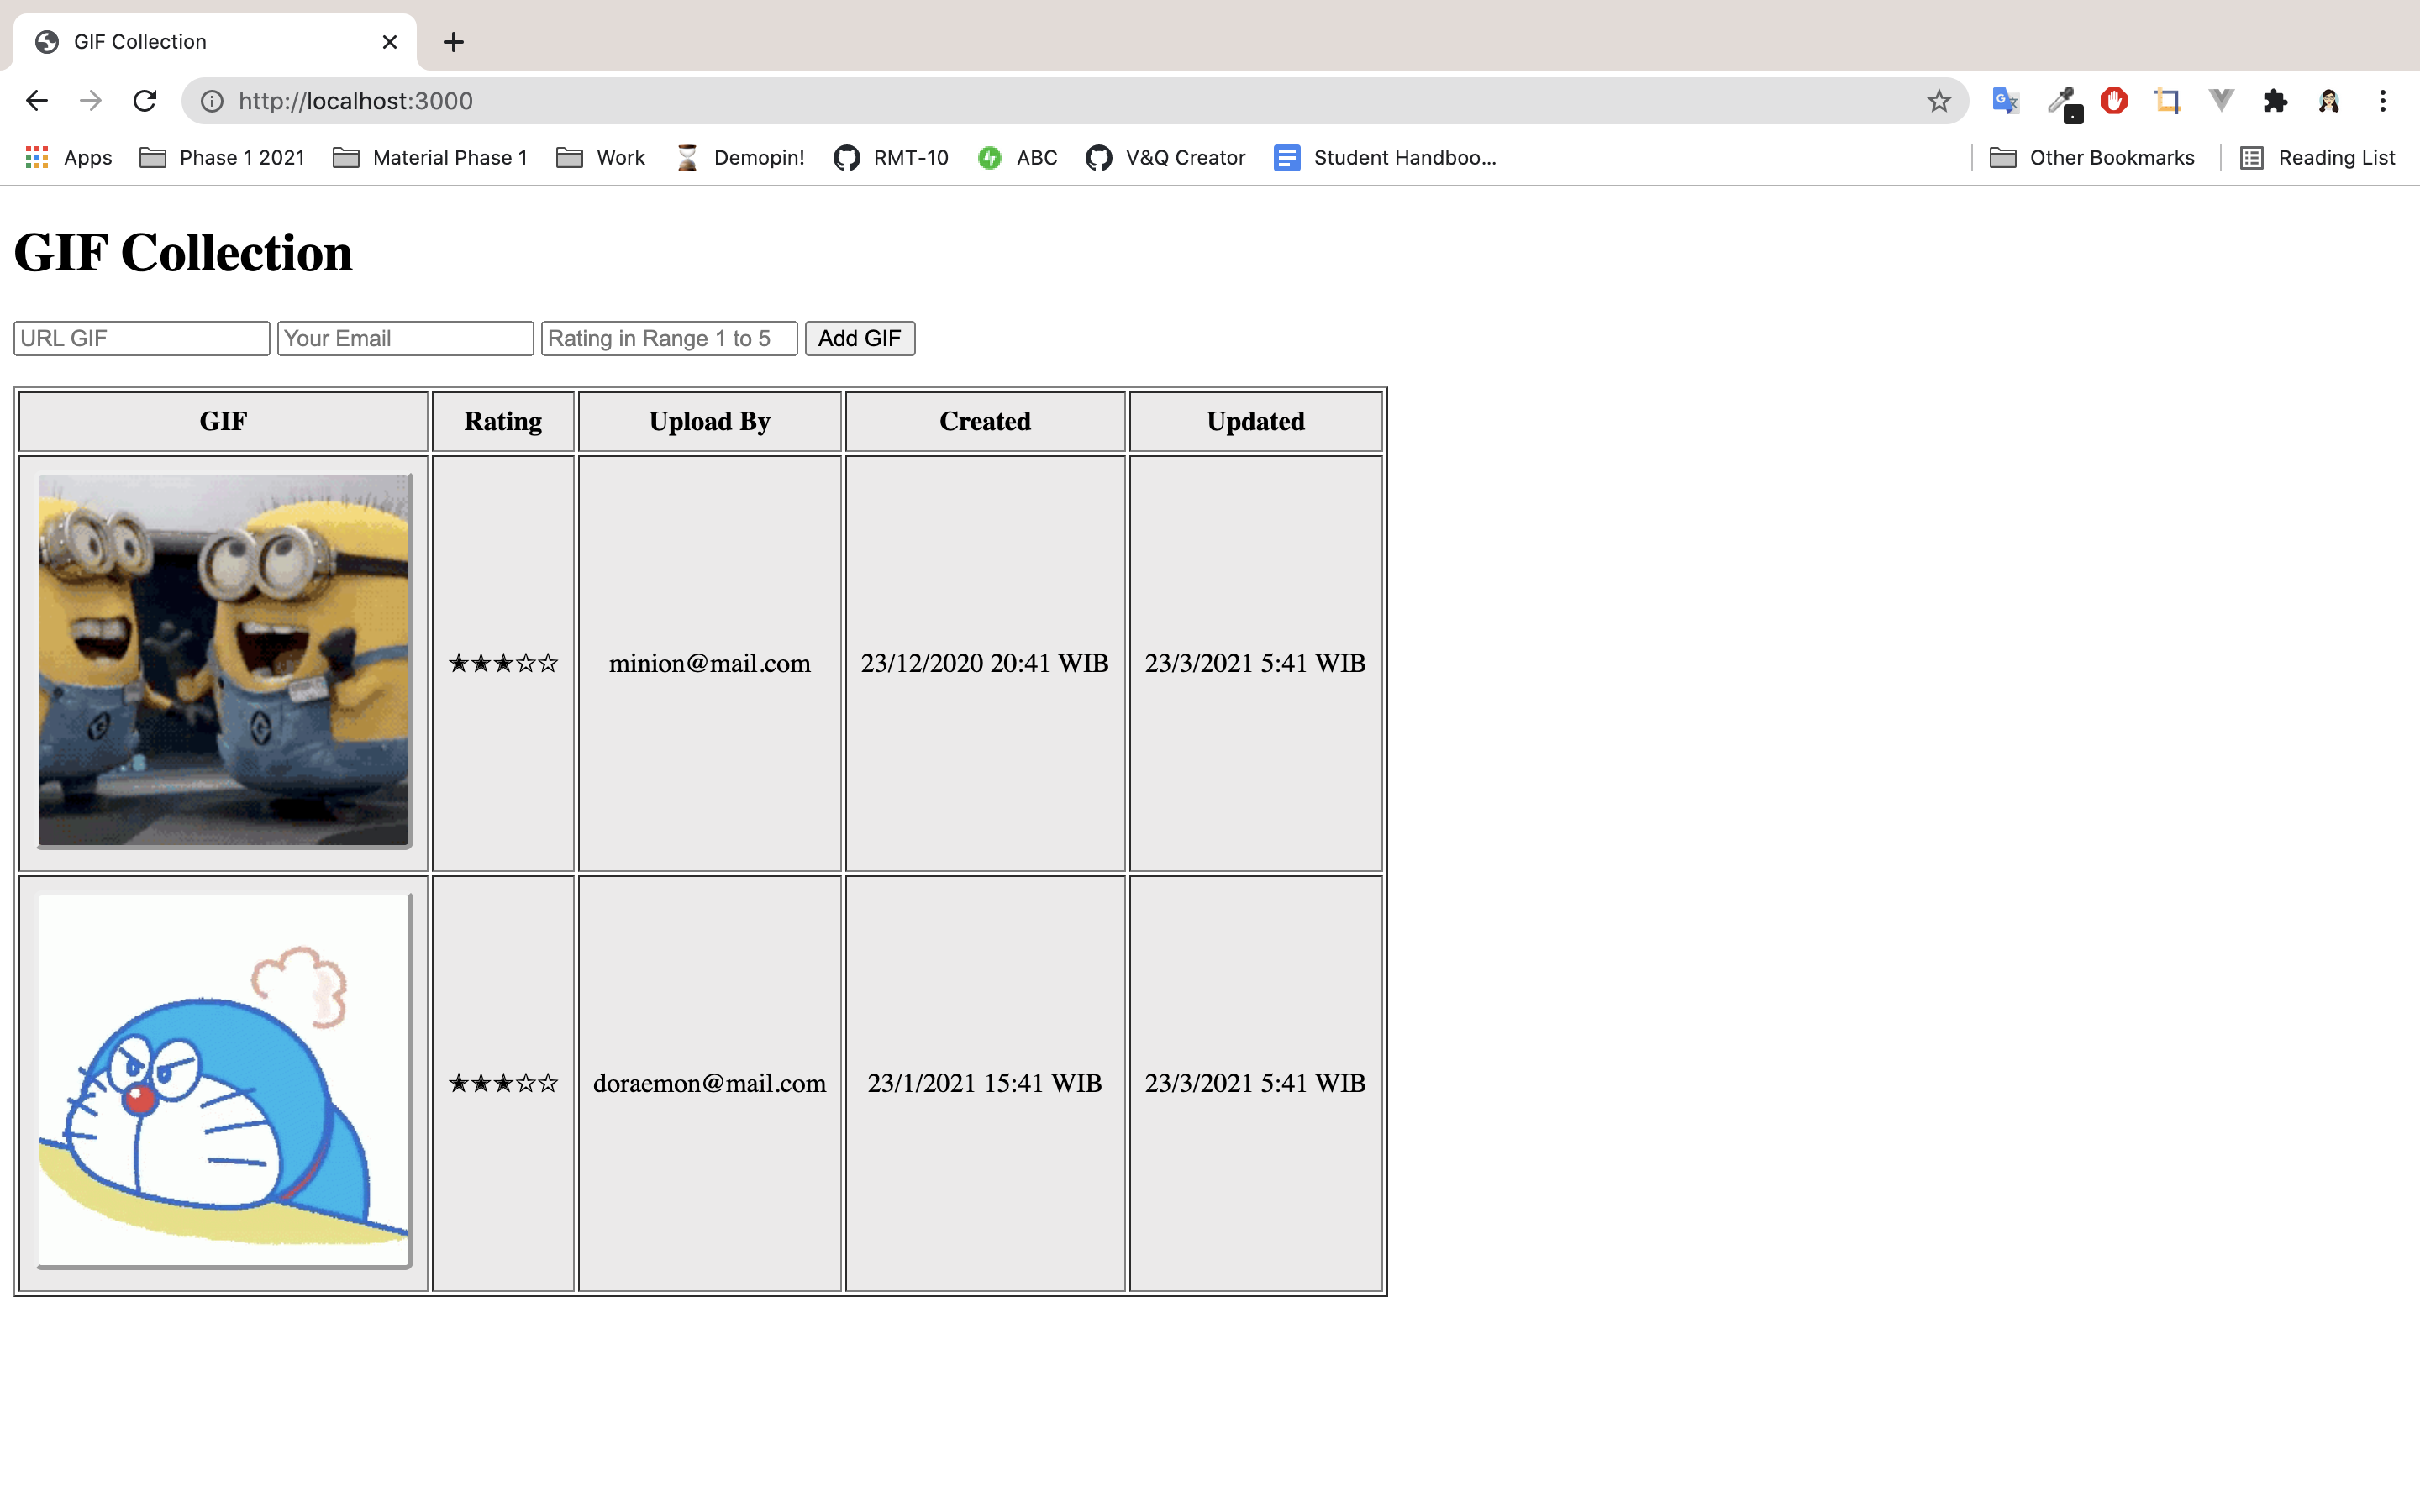 GIF Collection
http://localhost:3000
Apps Phase 1 2021 Material Phase 1 Work Demopin! RMT-10 ABC V&Q Creator Student Handboo... Other Bookmarks Reading List
GIF Collection
URL GIF Your Email Rating in Range 1 to 5 Add GIF
GIF Rating Upload By Created Updated
★★★☆☆ minion@mail.com 23/12/2020 20:41 WIB 23/3/2021 5:41 WIB
★★★☆☆ doraemon@mail.com 23/1/2021 15:41 WIB 23/3/2021 5:41 WIB